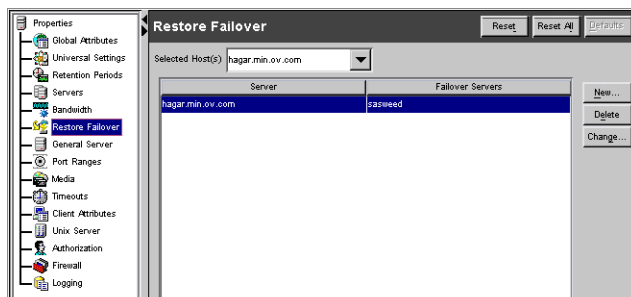 Properties
Global Attributes
Universal Settings
Retention Periods
Servers
Bandwidth
Restore Failover
General Server
Port Ranges
Media
Timeouts
Client Attributes
Unix Server
Authorization
Firewall
Logging
Restore Failover
Reset
Reset All
Defaults
Selected Host(s)
hagar.min.ov.com
Server
Failover Servers
hagar.min.ov.com
sasweed
New...
Delete
Change...